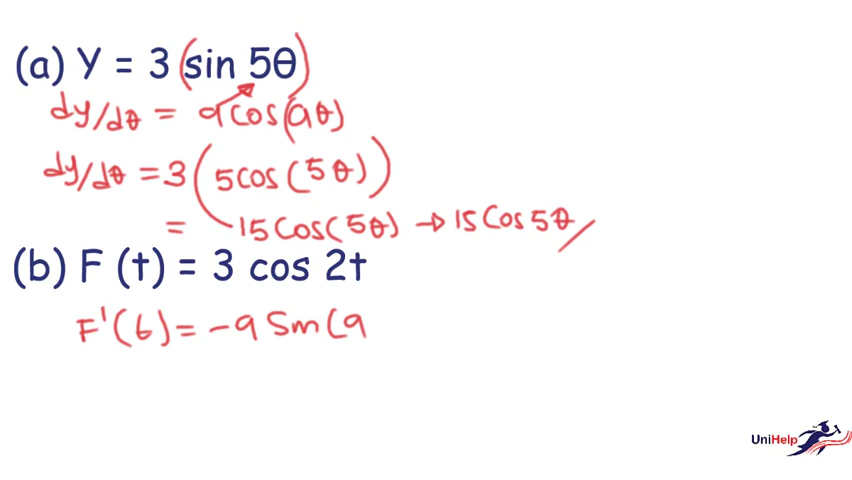 (a) Y = 3 (sin 5θ)
dy/dθ = a cos(aθ)
dy/dθ = 3 (5cos(5θ))
= 15 cos(5θ) → 15 cos 5θ
(b) F (t) = 3 cos 2t
F'(t) = -a sin(a
UniHelp